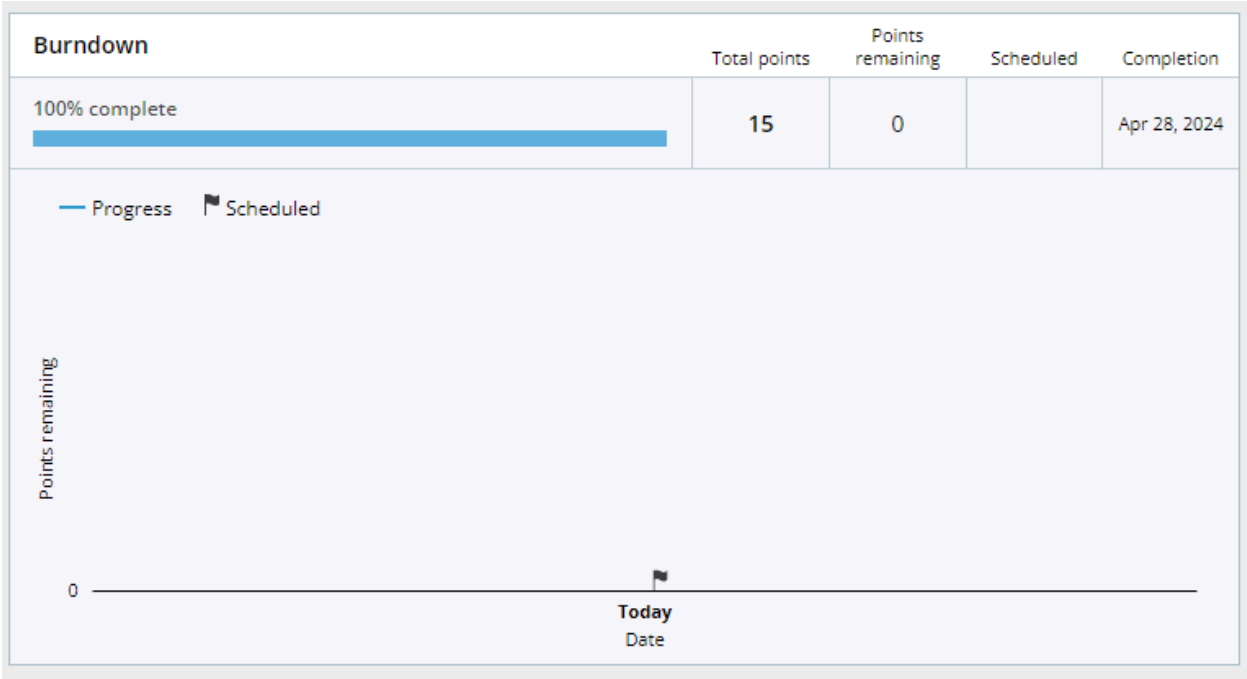 Burndown
Total points
Points
remaining
Scheduled
Completion
100% complete
15
0
Apr 28, 2024
Progress
Scheduled
Points remaining
0
Today
Date